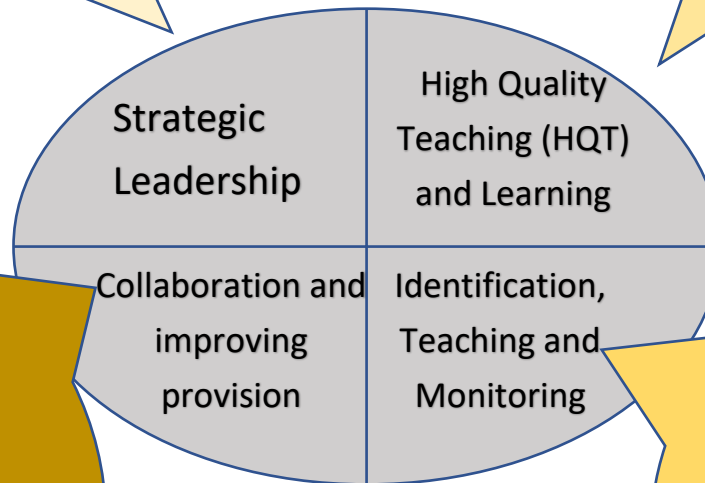 Strategic
Leadership
High Quality
Teaching (HQT)
and Learning
Collaboration and
improving
provision
Identification,
Teaching and
Monitoring